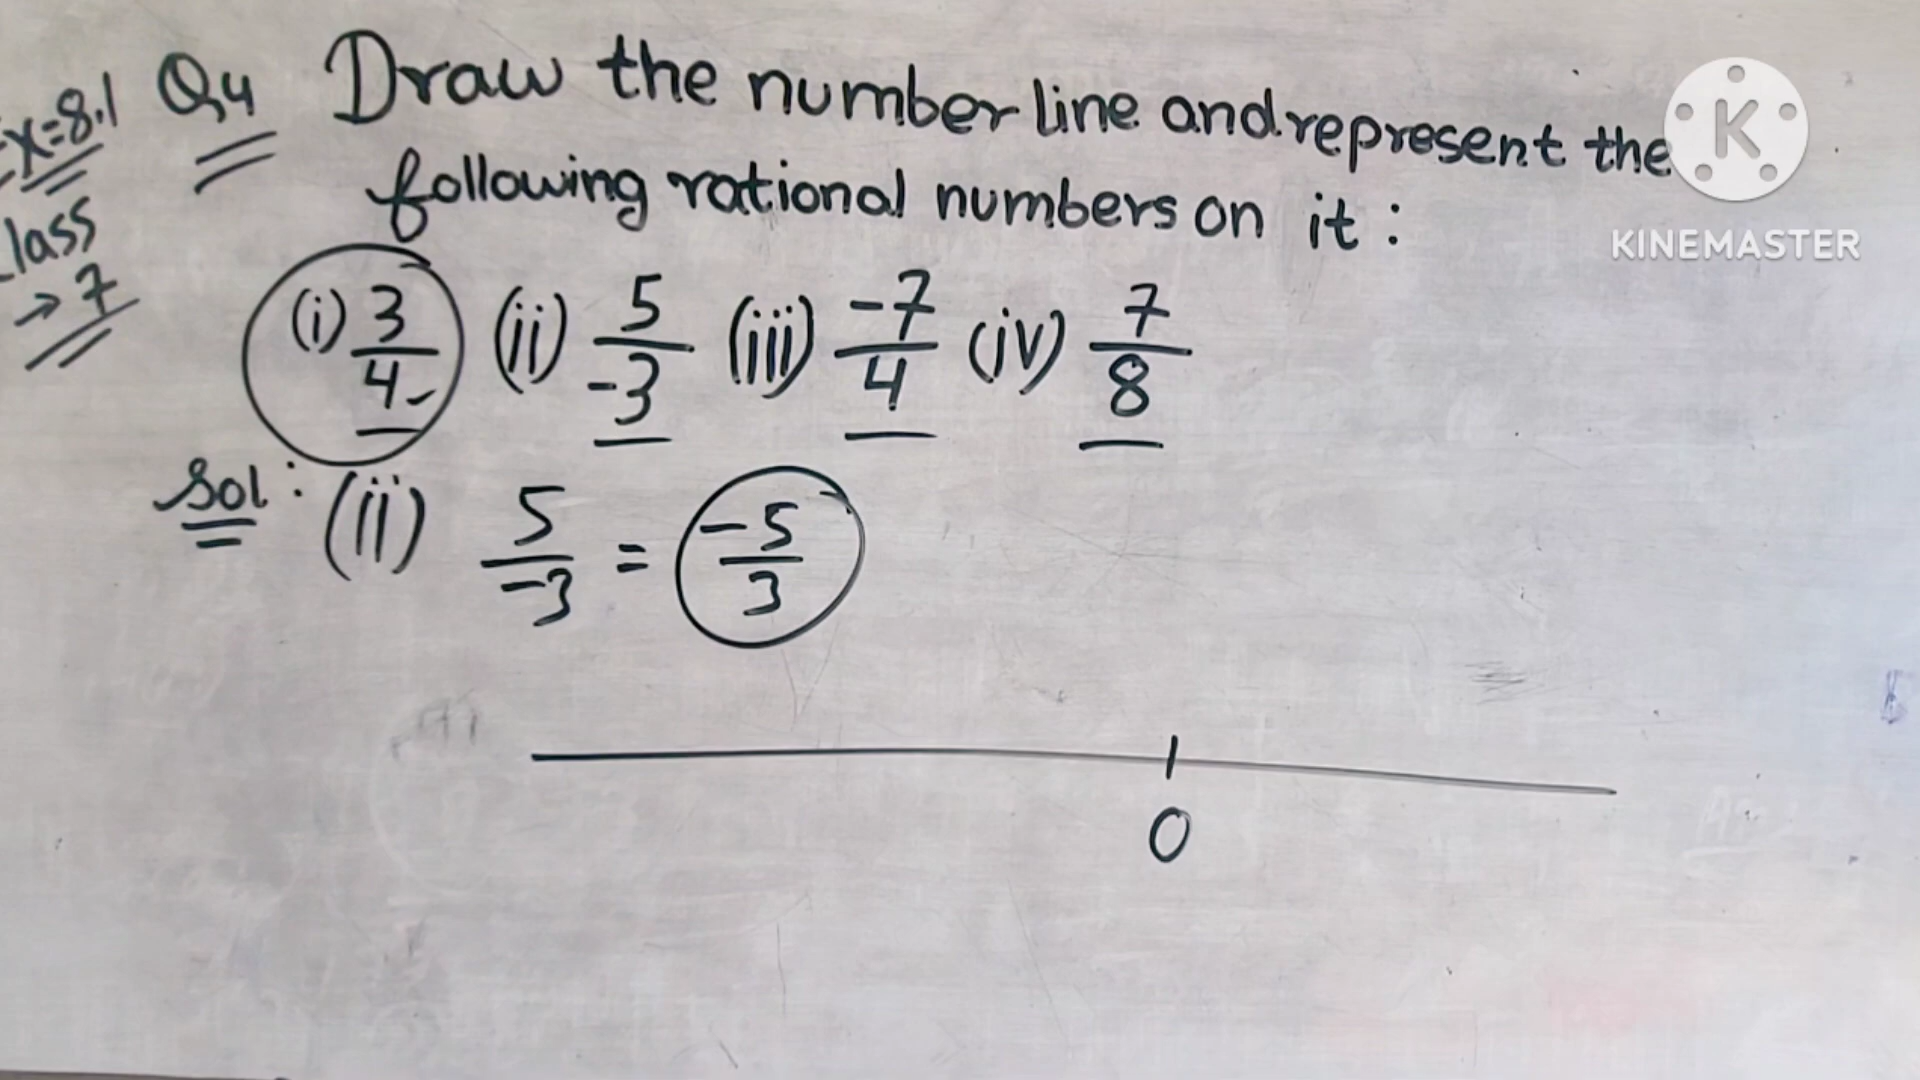 Ex=8.1 Q.4 Draw the number line and represent the
following rational numbers on it:
Class
→7
(i) 3/4 (ii) 5/-3 (iii) -7/4 (iv) 7/8
Sol: (ii) 5/-3 = -5/3
0
K
KINEMASTER